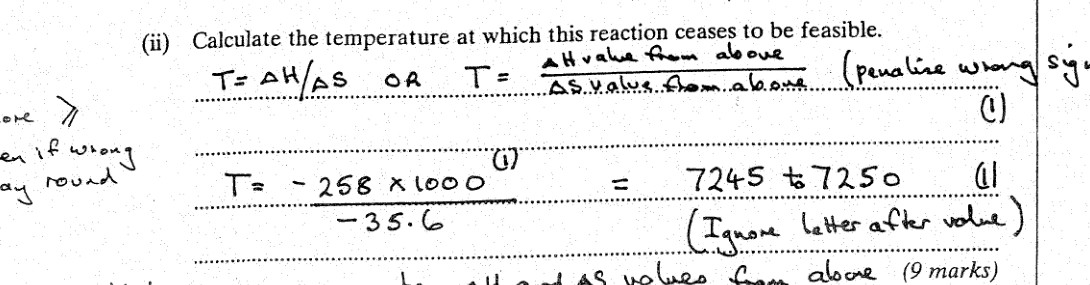 (ii) Calculate the temperature at which this reaction ceases to be feasible.
T = ΔH/ΔS OR T = ΔH value from above / ΔS value from above (penalise wrong sign
(1)
ore ≥
en if wrong
ay round
T = - 258 x 1000 (1) / -35.6 = 7245 to 7250 (1)
(Ignore letter after value)
ΔH and ΔS values from above (9 marks)